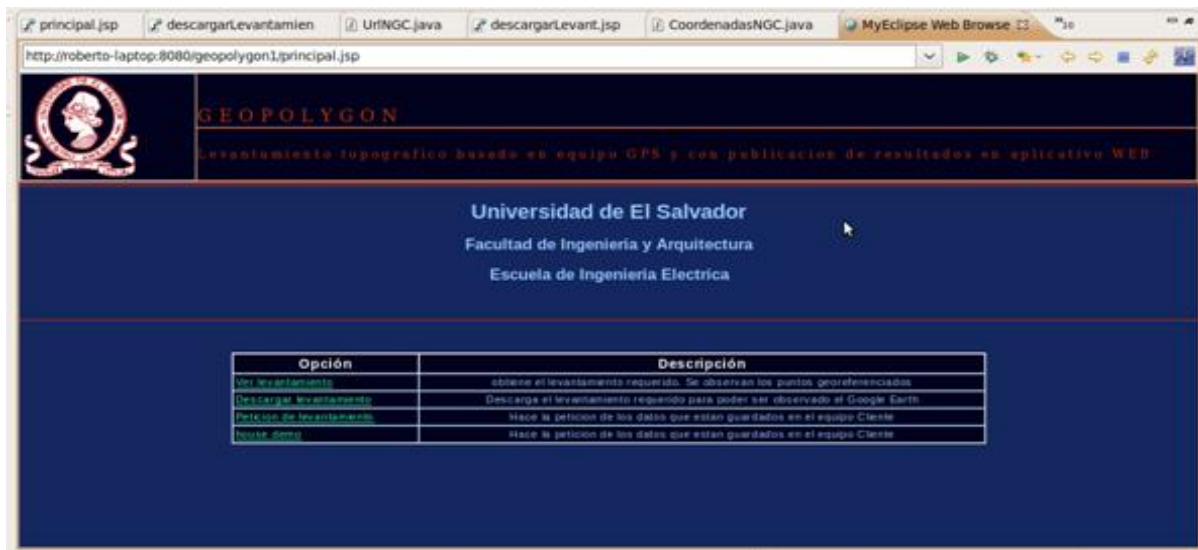 principal.jsp descargarLevantamien UrlNGC.java descargarLevant.jsp CoordenadasNGC.java MyEclipse Web Browse
http://roberto-laptop:8080/geopolygon1/principal.jsp
GEOPOLYGON
Levantamiento topografico basado en equipo GPS y con publicacion de resultados en aplicativo WEB
Universidad de El Salvador
Facultad de Ingenieria y Arquitectura
Escuela de Ingenieria Electrica
Opción Descripción
Ver levantamiento obtiene el levantamiento requerido. Se observan los puntos georeferenciados
Descargar levantamiento Descarga el levantamiento requerido para poder ser observado el Google Earth
Peticion de levantamiento Hace la peticion de los datos que estan guardados en el equipo Cliente
house demo Hace la peticion de los datos que estan guardados en el equipo Cliente